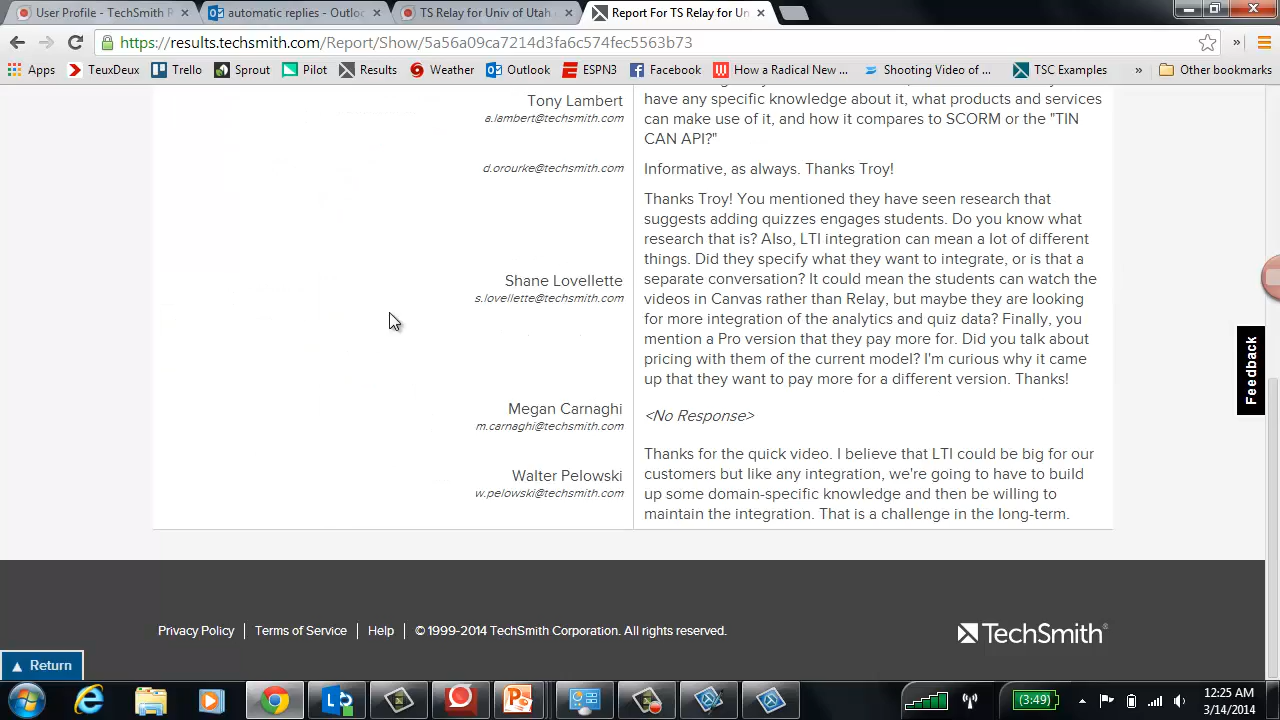 User Profile - TechSmith R
automatic replies - Outloo
TS Relay for Univ of Utah
Report For TS Relay for Un
https://results.techsmith.com/Report/Show/5a56a09ca7214d3fa6c574fec5563b73
Apps
TeuxDeux
Trello
Sprout
Pilot
Results
Weather
Outlook
ESPN3
Facebook
How a Radical New ...
Shooting Video of ...
TSC Examples
»
Other bookmarks
Tony Lambert
a.lambert@techsmith.com
have any specific knowledge about it, what products and services
can make use of it, and how it compares to SCORM or the "TIN
CAN API?"
d.orourke@techsmith.com
Informative, as always. Thanks Troy!
Shane Lovellette
s.lovellette@techsmith.com
Thanks Troy! You mentioned they have seen research that
suggests adding quizzes engages students. Do you know what
research that is? Also, LTI integration can mean a lot of different
things. Did they specify what they want to integrate, or is that a
separate conversation? It could mean the students can watch the
videos in Canvas rather than Relay, but maybe they are looking
for more integration of the analytics and quiz data? Finally, you
mention a Pro version that they pay more for. Did you talk about
pricing with them of the current model? I'm curious why it came
up that they want to pay more for a different version. Thanks!
Megan Carnaghi
m.carnaghi@techsmith.com
<No Response>
Walter Pelowski
w.pelowski@techsmith.com
Thanks for the quick video. I believe that LTI could be big for our
customers but like any integration, we're going to have to build
up some domain-specific knowledge and then be willing to
maintain the integration. That is a challenge in the long-term.
Feedback
Privacy Policy
Terms of Service
Help
© 1999-2014 TechSmith Corporation. All rights reserved.
TechSmith®
Return
(3:49)
12:25 AM
3/14/2014